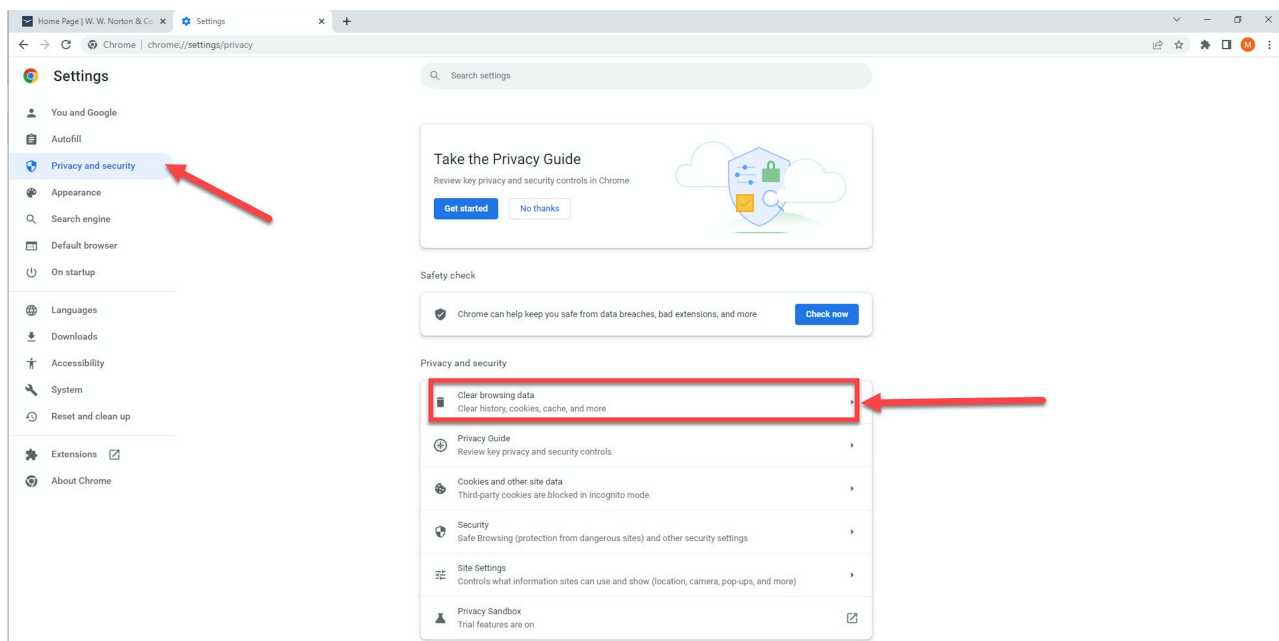 Home Page | W. W. Norton & Co
Settings
Chrome | chrome://settings/privacy
M
Settings
Search settings
You and Google
Autofill
Privacy and security
Appearance
Search engine
Default browser
On startup
Languages
Downloads
Accessibility
System
Reset and clean up
Extensions
About Chrome
Take the Privacy Guide
Review key privacy and security controls in Chrome
Get started No thanks
Safety check
Chrome can help keep you safe from data breaches, bad extensions, and more
Check now
Privacy and security
Clear browsing data
Clear history, cookies, cache, and more
Privacy Guide
Review key privacy and security controls
Cookies and other site data
Third-party cookies are blocked in Incognito mode
Security
Safe Browsing (protection from dangerous sites) and other security settings
Site Settings
Controls what information sites can use and show (location, camera, pop-ups, and more)
Privacy Sandbox
Trial features are on